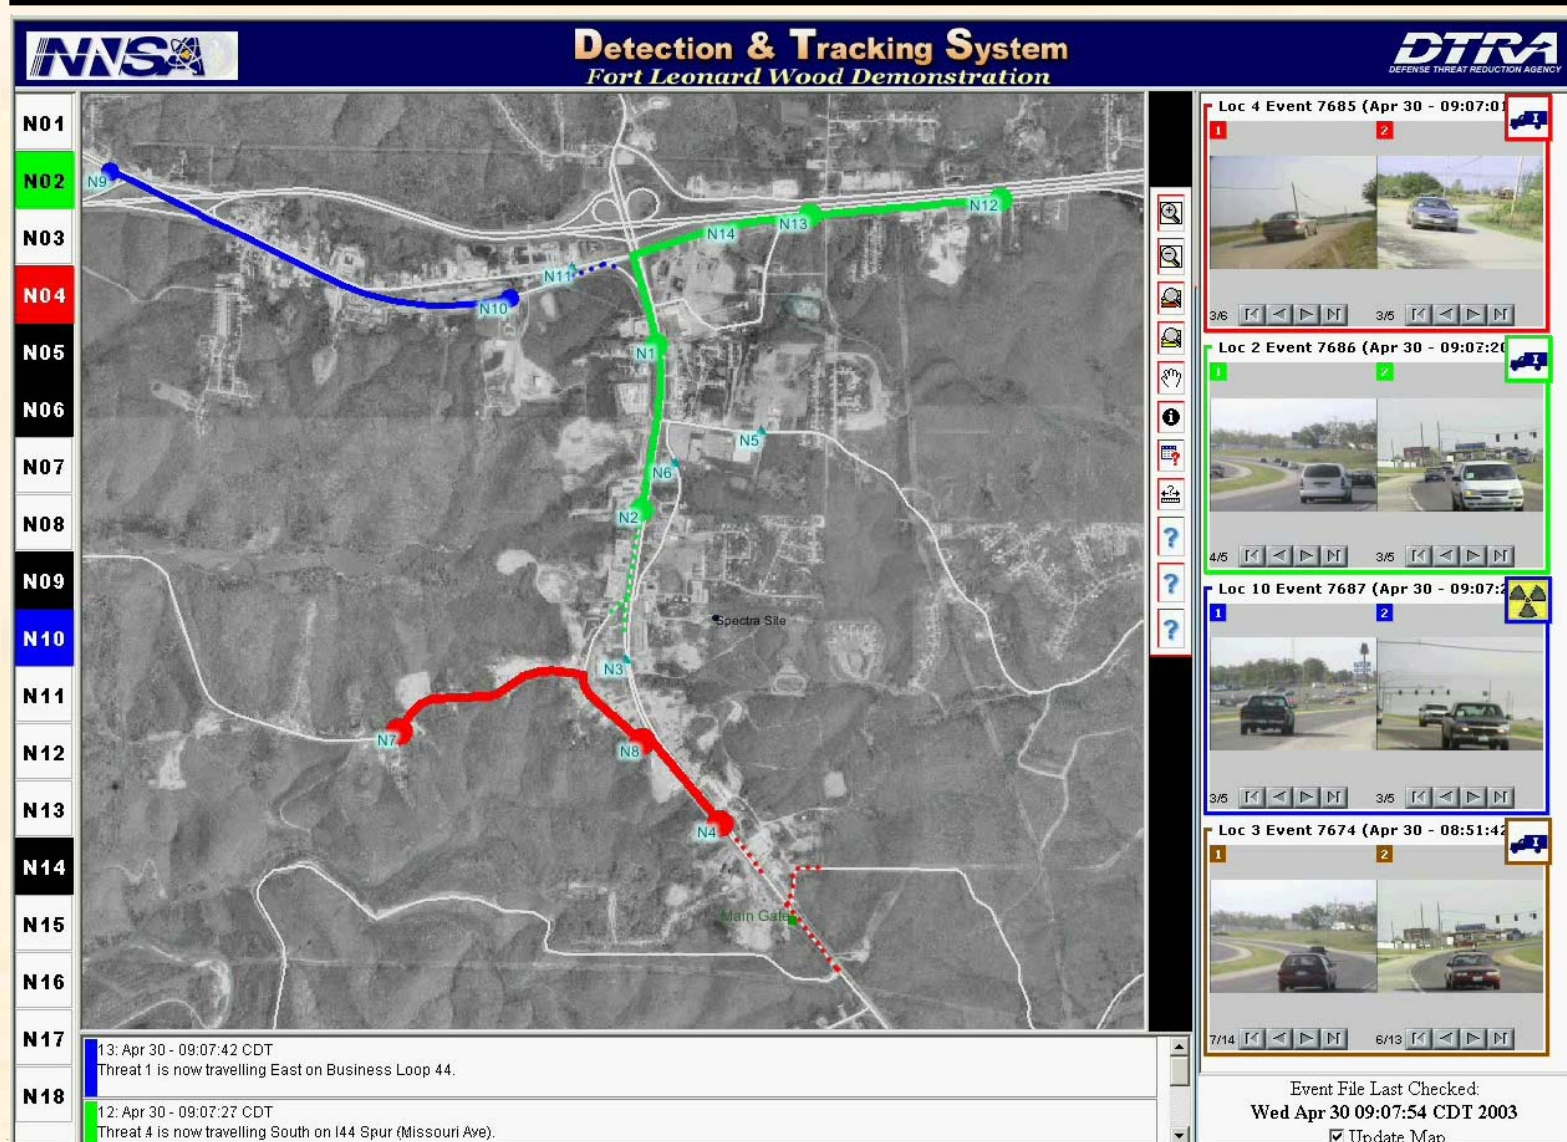 NNSA
Detection & Tracking System
Fort Leonard Wood Demonstration
DTRA
DEFENSE THREAT REDUCTION AGENCY
N01
N02
N03
N04
N05
N06
N07
N08
N09
N10
N11
N12
N13
N14
N15
N16
N17
N18
N9
N12
N13
N14
N11
N10
N1
N5
N6
N2
Spectra Site
N3
N7
N8
N4
Main Gate
Loc 4 Event 7685 (Apr 30 - 09:07:01
1 2
3/6 3/5
Loc 2 Event 7686 (Apr 30 - 09:07:20
1 2
4/5 3/5
Loc 10 Event 7687 (Apr 30 - 09:07:2
1 2
3/5 3/5
Loc 3 Event 7674 (Apr 30 - 08:51:42
1 2
7/14 6/13
13: Apr 30 - 09:07:42 CDT
Threat 1 is now travelling East on Business Loop 44.
12: Apr 30 - 09:07:27 CDT
Threat 4 is now travelling South on I44 Spur (Missouri Ave).
Event File Last Checked:
Wed Apr 30 09:07:54 CDT 2003
Update Map